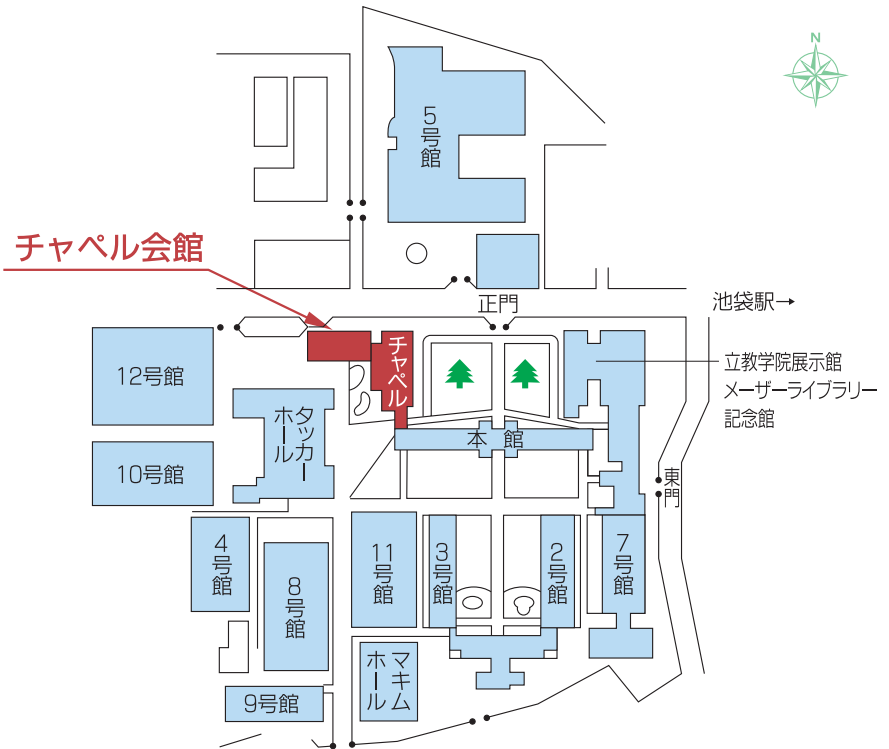 N
5号館
チャペル会館
正門
池袋駅→
チャペル
立教学院展示館
メーザーライブラリー
記念館
12号館
タッカー
ホール
本館
10号館
東門
4号館
8号館
11号館
3号館
2号館
7号館
マキム
ホール
9号館